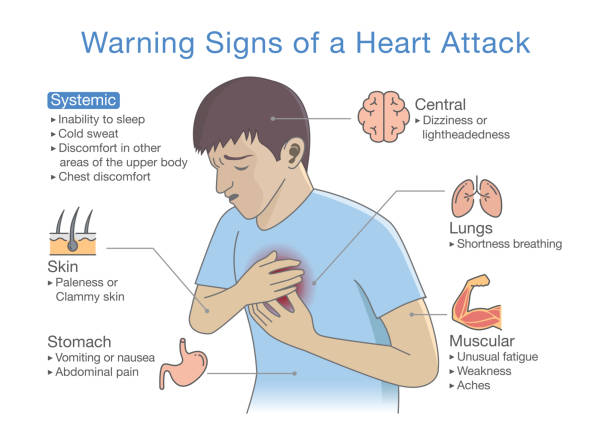 Warning Signs of a Heart Attack
Systemic
▸ Inability to sleep
▸ Cold sweat
▸ Discomfort in other
areas of the upper body
▸ Chest discomfort
Central
▸ Dizziness or
lightheadedness
Lungs
▸ Shortness breathing
Skin
▸ Paleness or
Clammy skin
Stomach
▸ Vomiting or nausea
▸ Abdominal pain
Muscular
▸ Unusual fatigue
▸ Weakness
▸ Aches